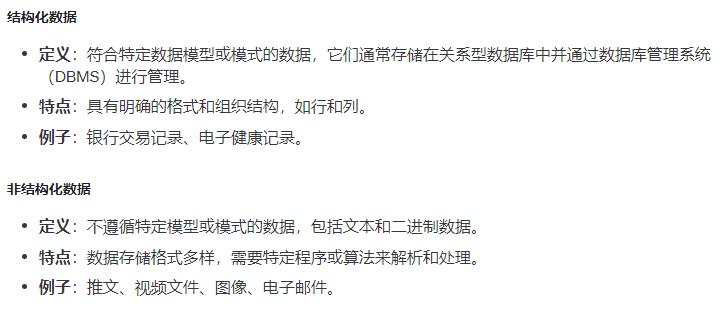 结构化数据
定义：符合特定数据模型或模式的数据，它们通常存储在关系型数据库中并通过数据库管理系统
（DBMS）进行管理。
特点：具有明确的格式和组织结构，如行和列。
例子：银行交易记录、电子健康记录。
非结构化数据
定义：不遵循特定模型或模式的数据，包括文本和二进制数据。
特点：数据存储格式多样，需要特定程序或算法来解析和处理。
例子：推文、视频文件、图像、电子邮件。